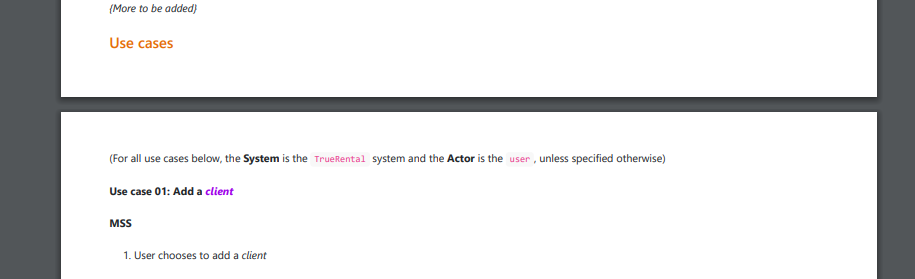 {More to be added}
Use cases
(For all use cases below, the System is the TrueRental system and the Actor is the user , unless specified otherwise)
Use case 01: Add a client
MSS
1. User chooses to add a client